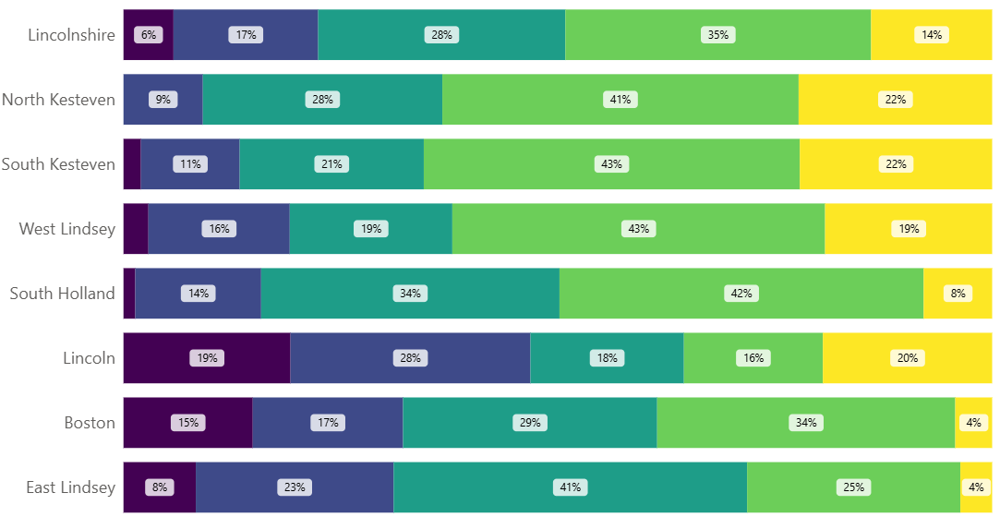 Lincolnshire 6% 17% 28% 35% 14%
North Kesteven 9% 28% 41% 22%
South Kesteven 11% 21% 43% 22%
West Lindsey 16% 19% 43% 19%
South Holland 14% 34% 42% 8%
Lincoln 19% 28% 18% 16% 20%
Boston 15% 17% 29% 34% 4%
East Lindsey 8% 23% 41% 25% 4%